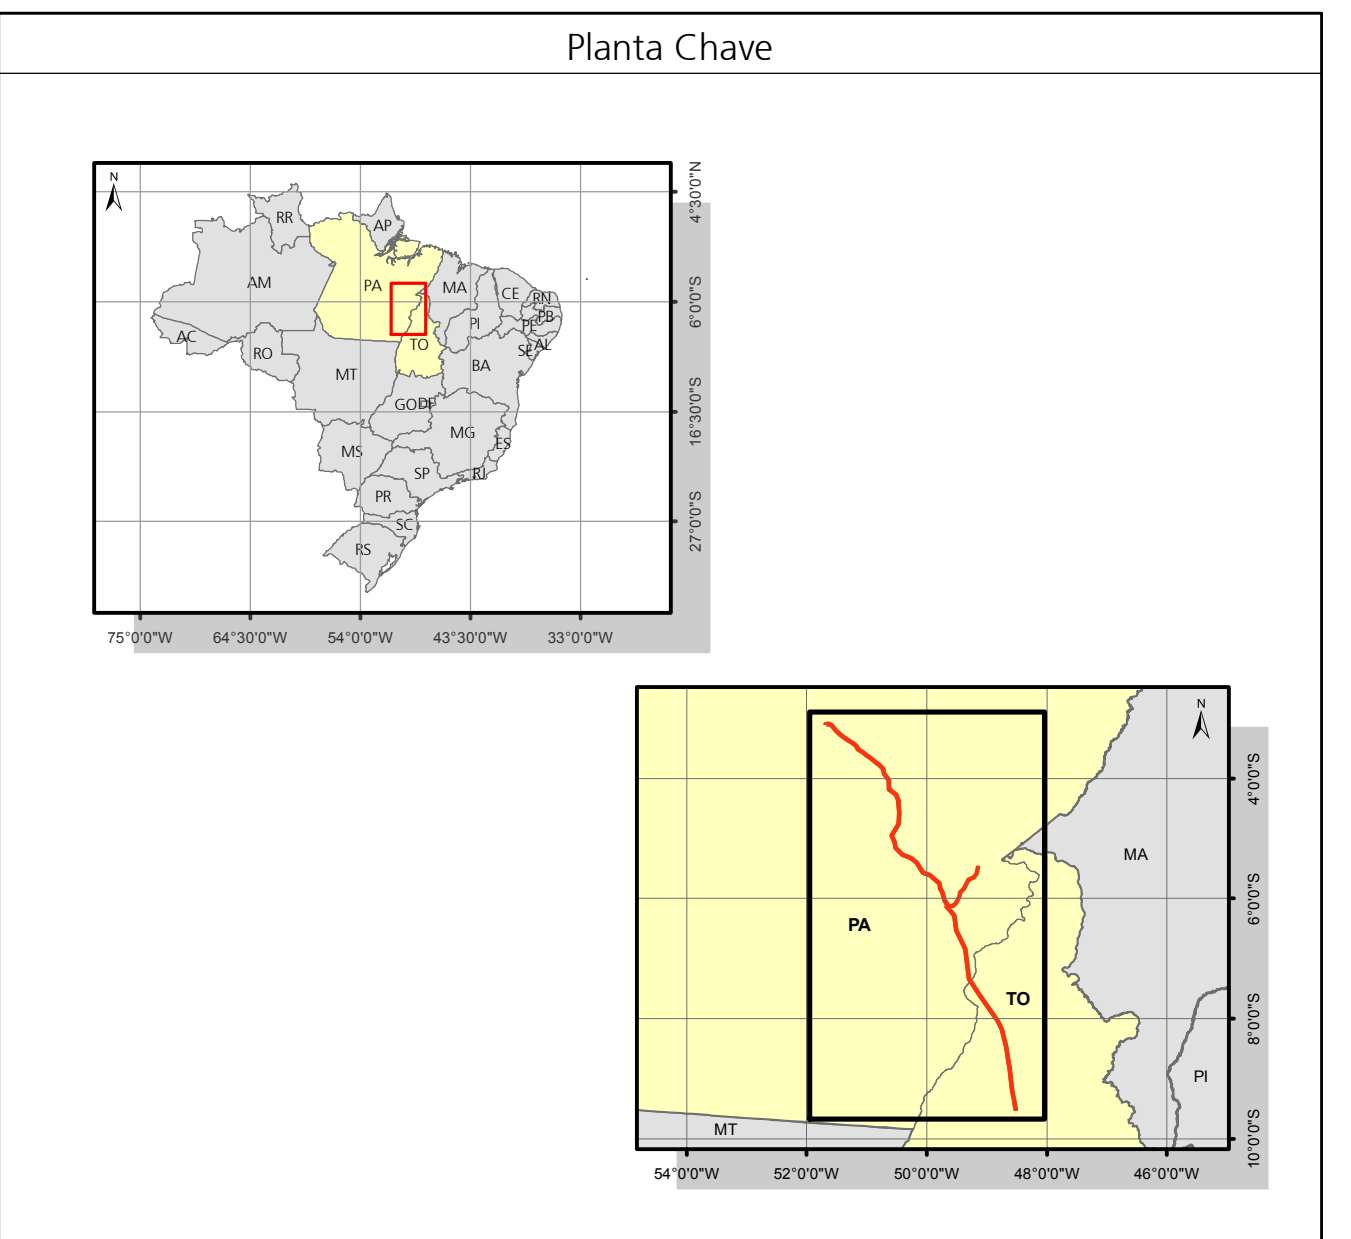 Planta Chave
N
4°30'0"N
RR
AP
AM
PA
MA
CE
RN
6°0'0"S
PB
PI
PE
AC
TO
AL
SE
RO
BA
MT
GO
DF
16°30'0"S
MG
ES
MS
SP
RJ
PR
SC
27°0'0"S
RS
75°0'0"W
64°30'0"W
54°0'0"W
43°30'0"W
33°0'0"W
N
4°0'0"S
MA
6°0'0"S
PA
TO
8°0'0"S
PI
MT
10°0'0"S
54°0'0"W
52°0'0"W
50°0'0"W
48°0'0"W
46°0'0"W